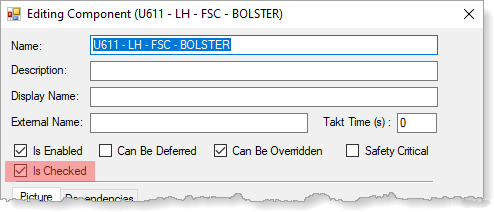 Editing Component (U611 - LH - FSC - BOLSTER)
Name: U611 - LH - FSC - BOLSTER
Description:
Display Name:
External Name: Takt Time (s) : 0
Is Enabled Can Be Deferred Can Be Overridden Safety Critical
Is Checked
Picture Dependencies